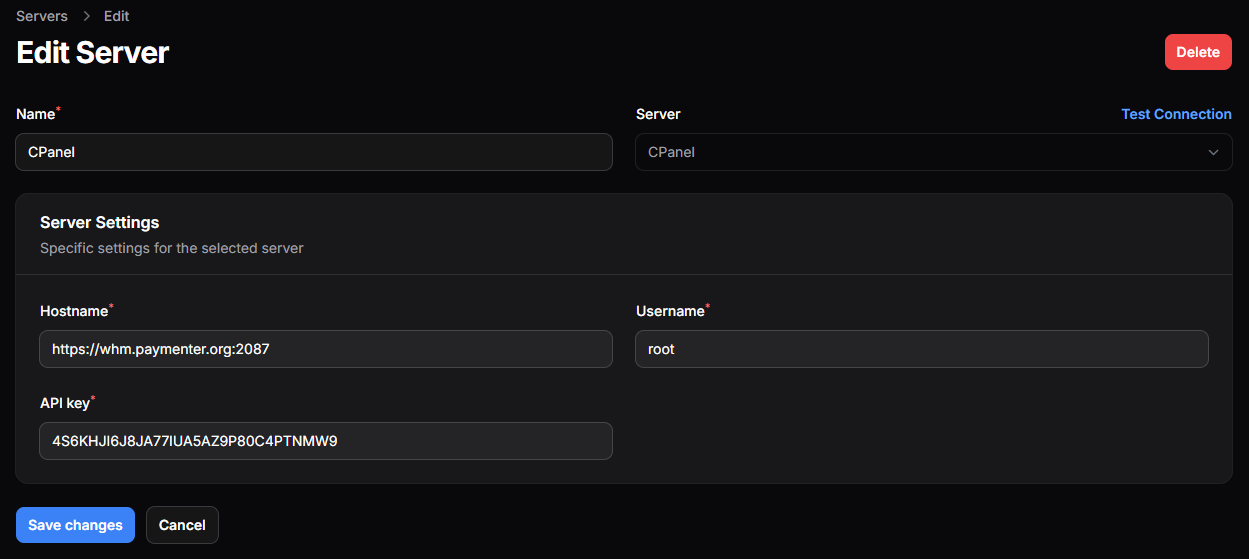 Servers > Edit
Edit Server
Delete
Name*
Server
Test Connection
CPanel
CPanel
Server Settings
Specific settings for the selected server
Hostname*
Username*
https://whm.paymenter.org:2087
root
API key*
4S6KHJI6J8JA77IUA5AZ9P80C4PTNMW9
Save changes
Cancel